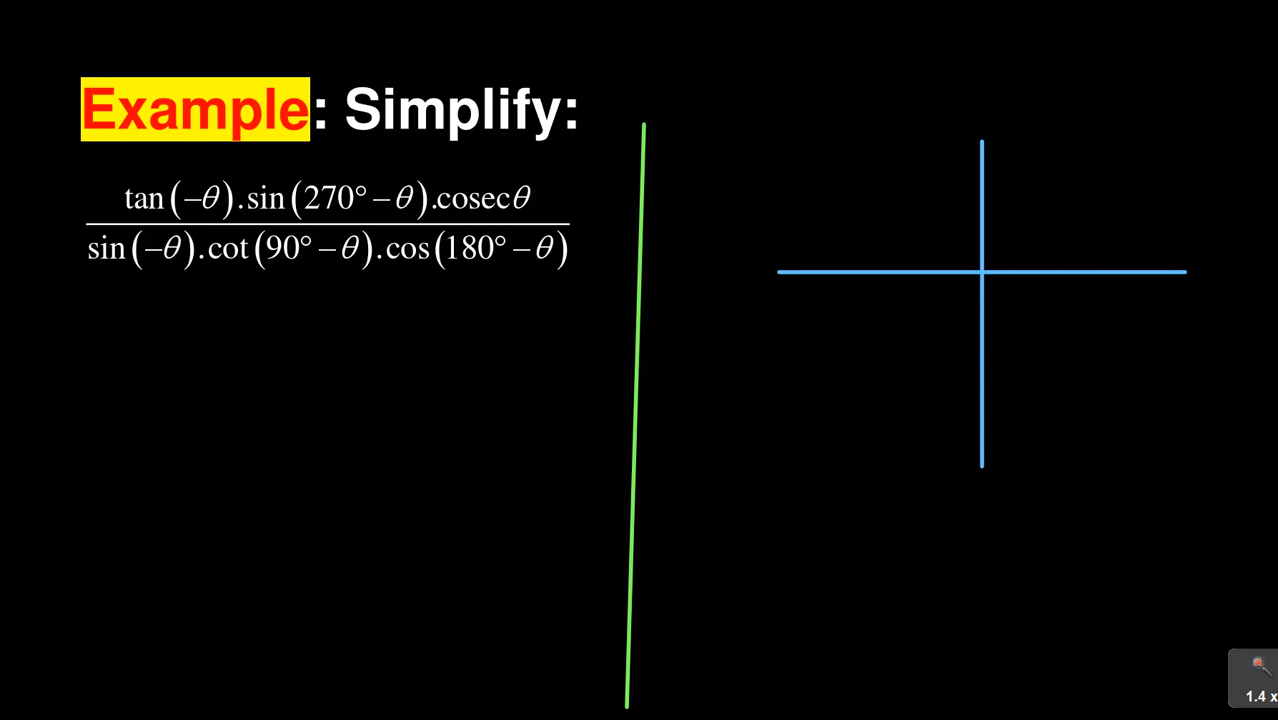 Example: Simplify:
tan(−θ).sin(270°−θ).cosecθ
sin(−θ).cot(90°−θ).cos(180°−θ)
1.4 x